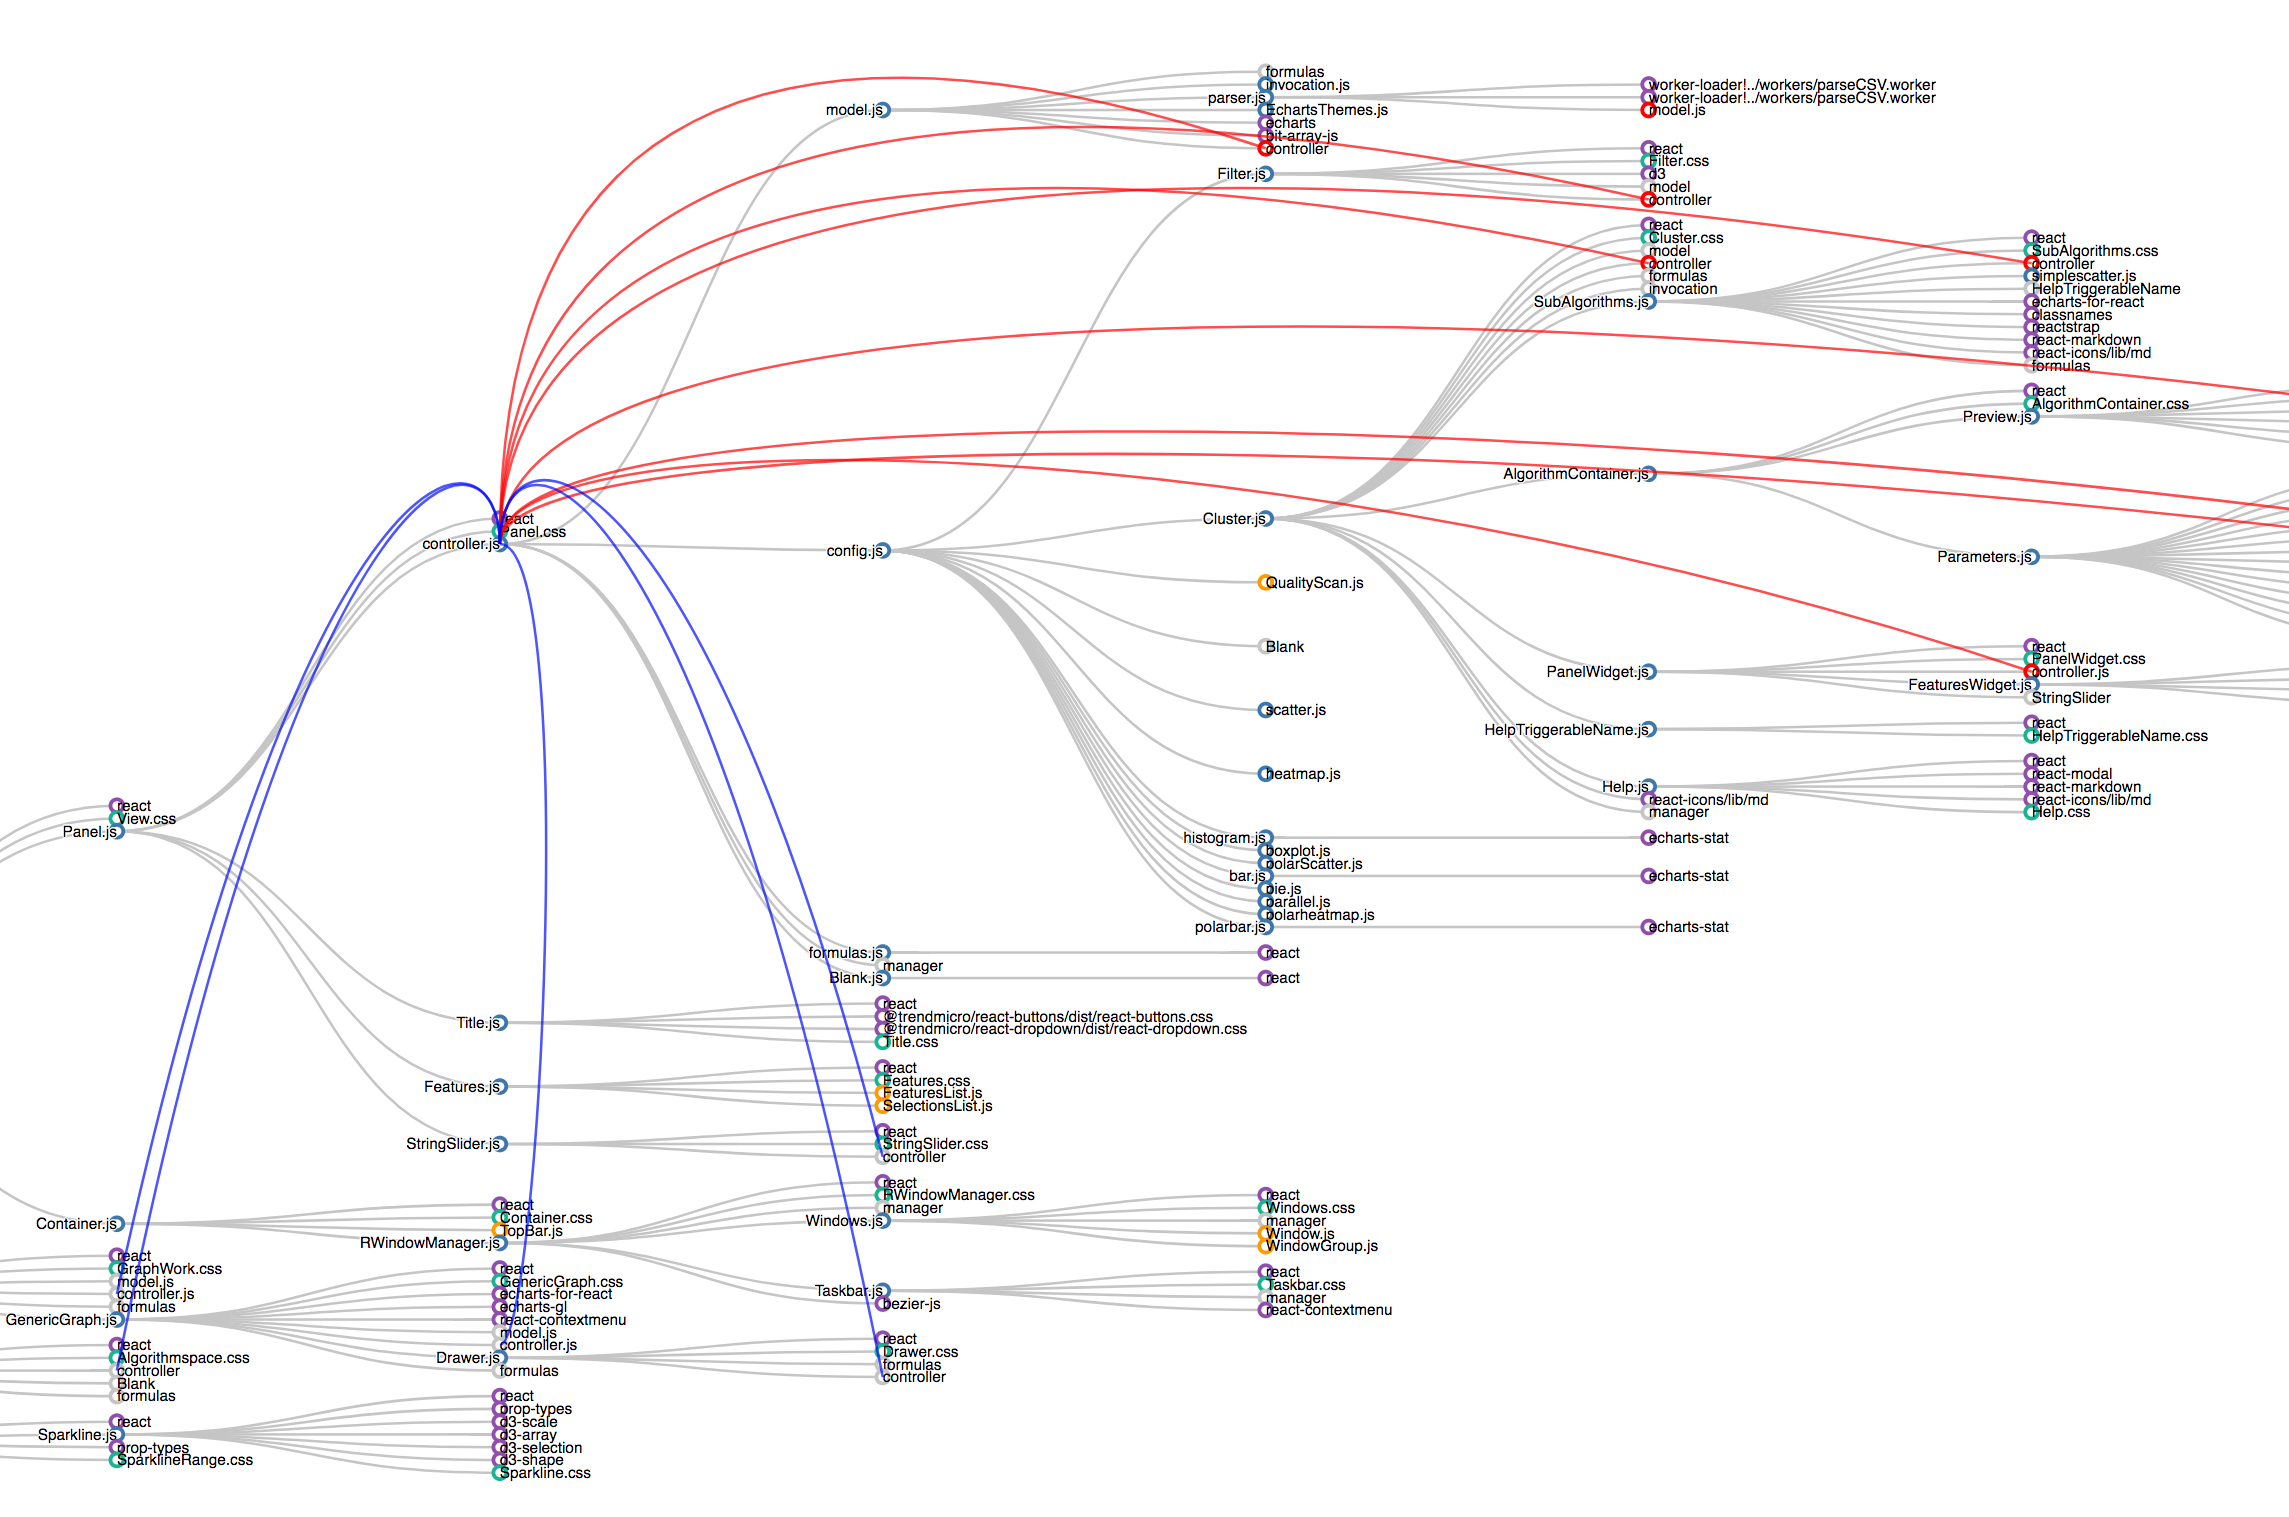 react
View.css
Panel.js
Container.js
react
GraphWork.css
model.js
controller.js
formulas
GenericGraph.js
react
Algorithmspace.css
controller
Blank
formulas
react
Sparkline.js
prop-types
SparklineRange.css
react
Panel.css
controller.js
Title.js
Features.js
StringSlider.js
react
Container.css
TopBar.js
RWindowManager.js
react
GenericGraph.css
echarts-for-react
echarts-gl
react-contextmenu
model.js
controller.js
Drawer.js
formulas
react
prop-types
d3-scale
d3-array
d3-selection
d3-shape
Sparkline.css
model.js
config.js
formulas.js
manager
Blank.js
react
@trendmicro/react-buttons/dist/react-buttons.css
@trendmicro/react-dropdown/dist/react-dropdown.css
Title.css
react
Features.css
FeaturesList.js
SelectionsList.js
react
StringSlider.css
controller
react
RWindowManager.css
manager
Windows.js
Taskbar.js
bezier-js
react
Drawer.css
formulas
controller
formulas
invocation.js
parser.js
EchartsThemes.js
echarts
bit-array-js
controller
Filter.js
Cluster.js
QualityScan.js
Blank
scatter.js
heatmap.js
histogram.js
boxplot.js
polarScatter.js
bar.js
pie.js
parallel.js
polarheatmap.js
polarbar.js
react
react
react
Windows.css
manager
Window.js
WindowGroup.js
react
Taskbar.css
manager
react-contextmenu
worker-loader!../workers/parseCSV.worker
worker-loader!../workers/parseCSV.worker
model.js
react
Filter.css
d3
model
controller
react
Cluster.css
model
controller
formulas
invocation
SubAlgorithms.js
AlgorithmContainer.js
PanelWidget.js
HelpTriggerableName.js
Help.js
react-icons/lib/md
manager
echarts-stat
echarts-stat
echarts-stat
react
SubAlgorithms.css
controller
simplescatter.js
HelpTriggerableName
echarts-for-react
classnames
reactstrap
react-markdown
react-icons/lib/md
formulas
react
AlgorithmContainer.css
Preview.js
Parameters.js
react
PanelWidget.css
controller.js
FeaturesWidget.js
StringSlider
react
HelpTriggerableName.css
react
react-modal
react-markdown
react-icons/lib/md
Help.css